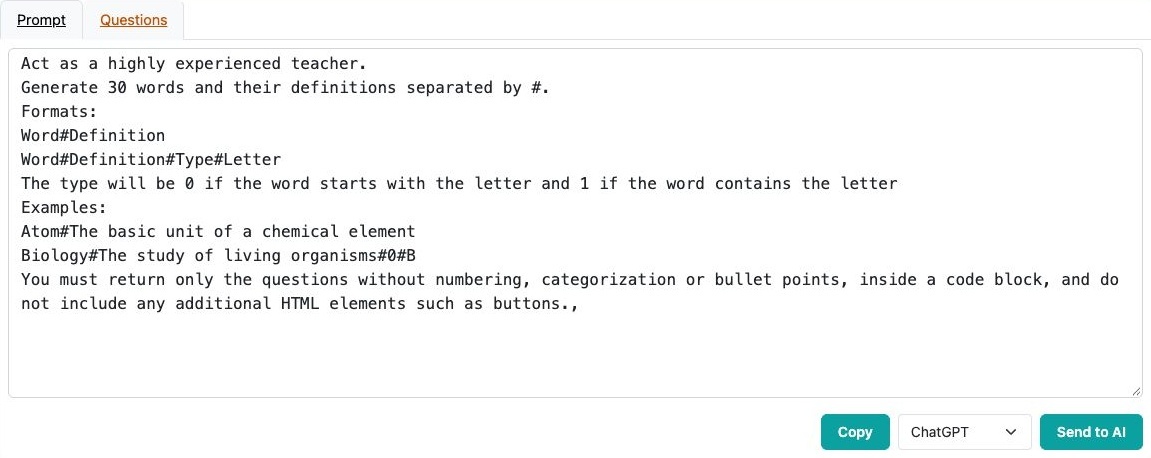 Prompt
Questions
Act as a highly experienced teacher.
Generate 30 words and their definitions separated by #.
Formats:
Word#Definition
Word#Definition#Type#Letter
The type will be 0 if the word starts with the letter and 1 if the word contains the letter
Examples:
Atom#The basic unit of a chemical element
Biology#The study of living organisms#0#B
You must return only the questions without numbering, categorization or bullet points, inside a code block, and do
not include any additional HTML elements such as buttons.,
Copy
ChatGPT
Send to AI